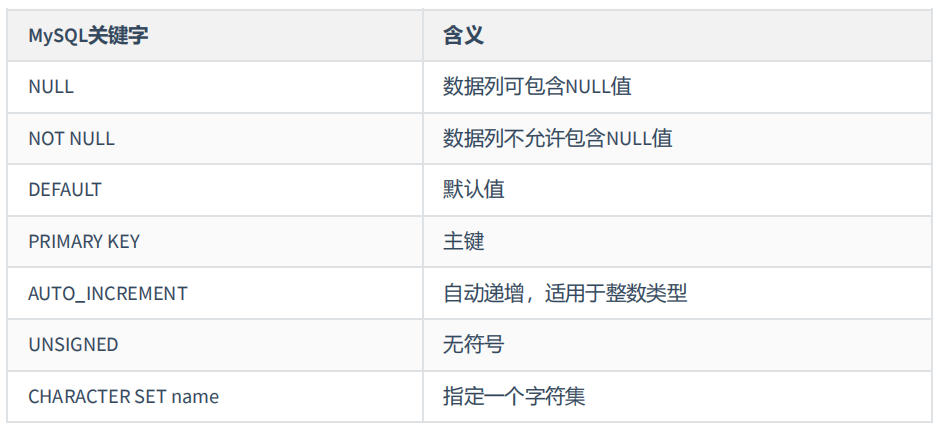 MySQL关键字 含义
NULL 数据列可包含NULL值
NOT NULL 数据列不允许包含NULL值
DEFAULT 默认值
PRIMARY KEY 主键
AUTO_INCREMENT 自动递增，适用于整数类型
UNSIGNED 无符号
CHARACTER SET name 指定一个字符集